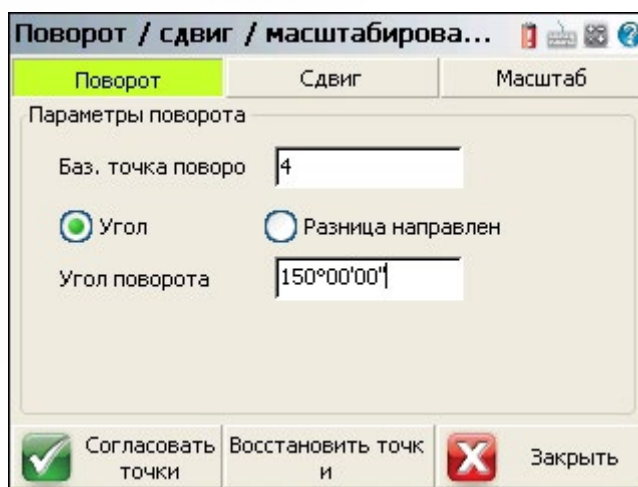 Поворот / сдвиг / масштабирова...
Поворот Сдвиг Масштаб
Параметры поворота
Баз. точка поворо 4
Угол Разница направлен
Угол поворота 150°00'00"
Согласовать Восстановить точк Закрыть
точки и